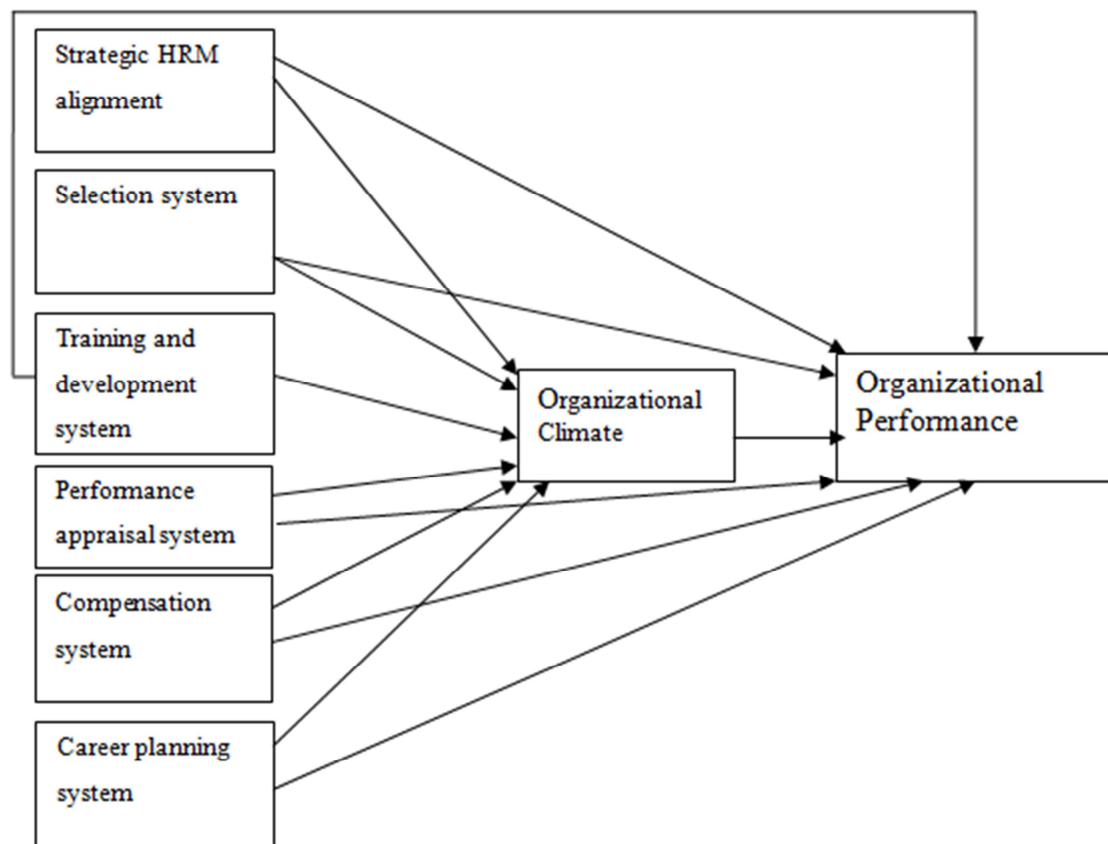 Strategic HRM
alignment
Selection system
Training and
development
system
Performance
appraisal system
Compensation
system
Career planning
system
Organizational
Climate
Organizational
Performance